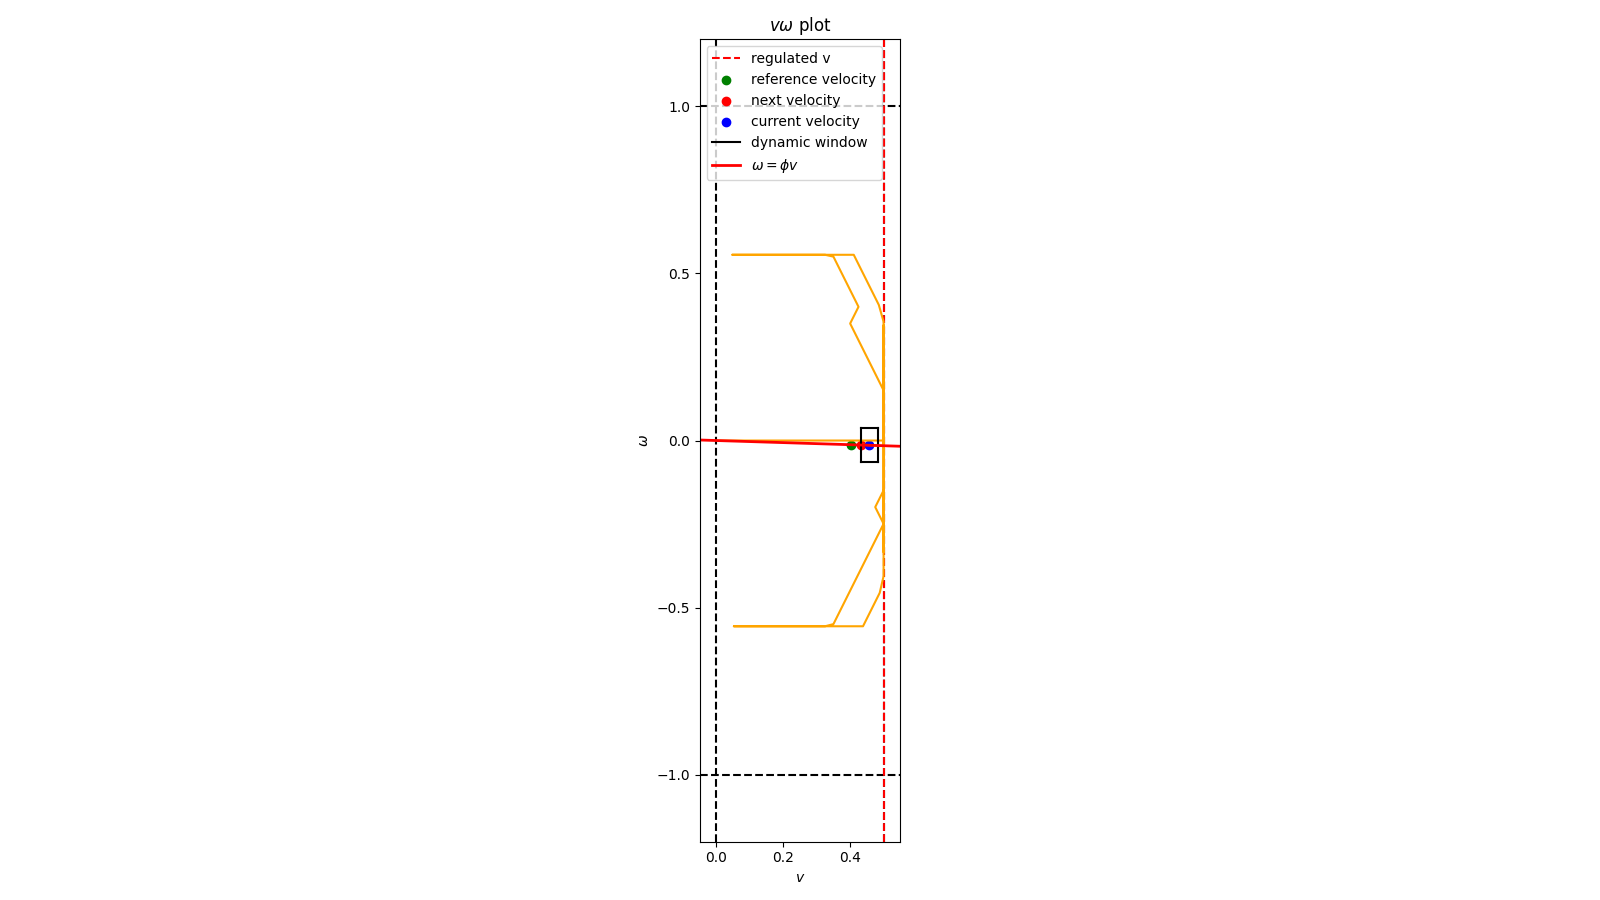 vω plot
regulated v
reference velocity
next velocity
current velocity
dynamic window
ω = ϕv
1.0
0.5
0.0
−0.5
−1.0
ω
0.0 0.2 0.4
v